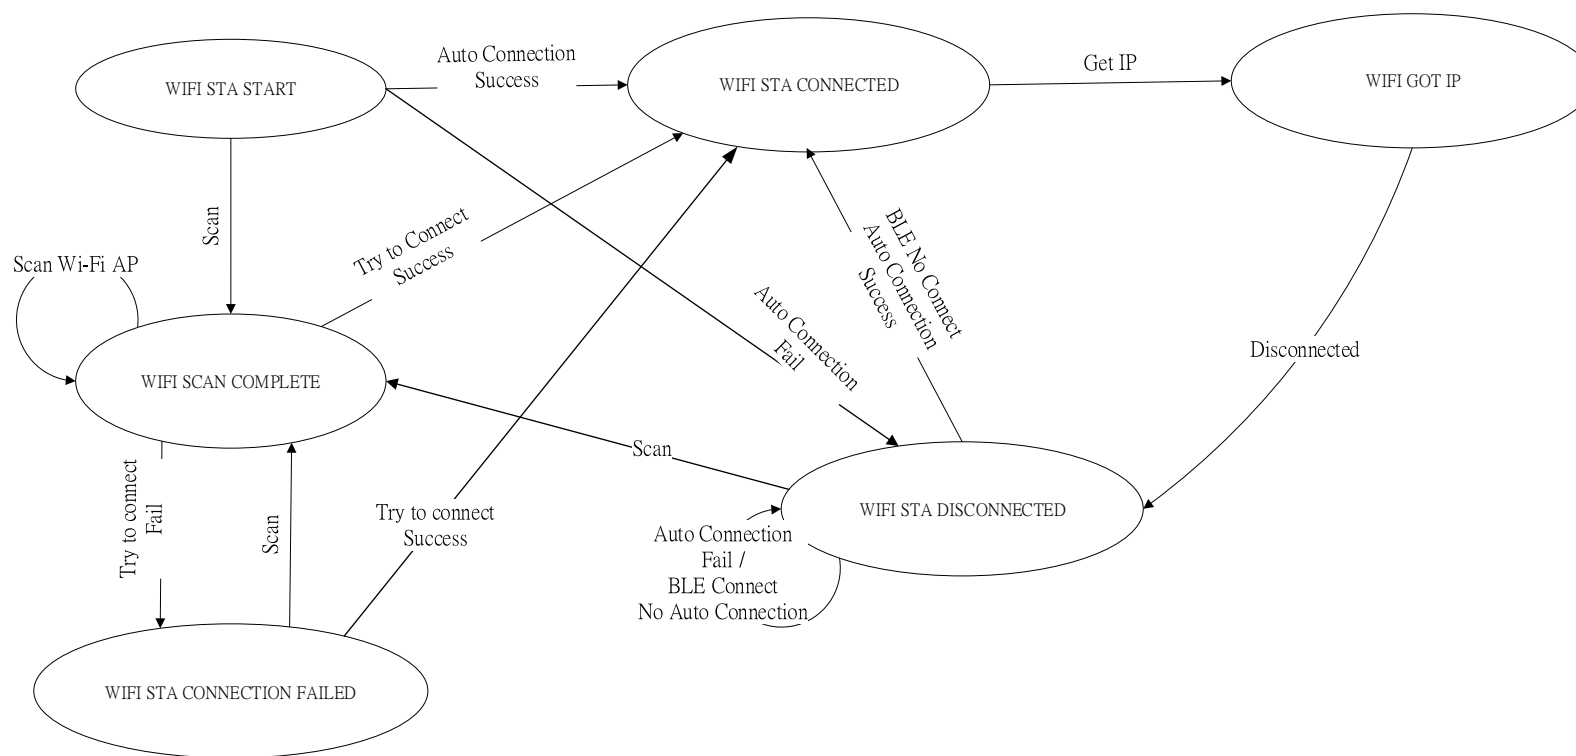 WIFI STA START
Auto Connection
Success
WIFI STA CONNECTED
Get IP
WIFI GOT IP
Scan
Try to Connect
Success
BLE No Connect
Auto Connection
Success
Scan Wi-Fi AP
Auto Connection
Fail
Disconnected
WIFI SCAN COMPLETE
Scan
Try to connect
Fail
Scan
Try to connect
Success
WIFI STA DISCONNECTED
Auto Connection
Fail /
BLE Connect
No Auto Connection
WIFI STA CONNECTION FAILED